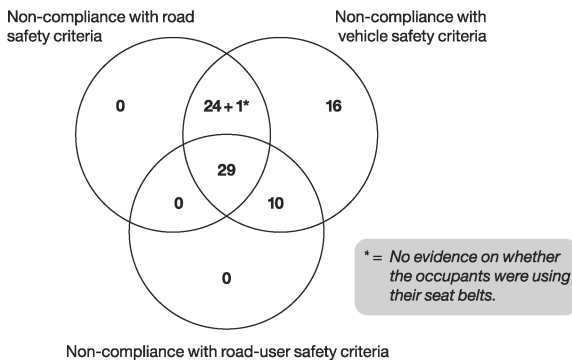 Non-compliance with road
safety criteria
Non-compliance with
vehicle safety criteria
0
24 + 1*
16
29
0
10
0
* = No evidence on whether
the occupants were using
their seat belts.
Non-compliance with road-user safety criteria